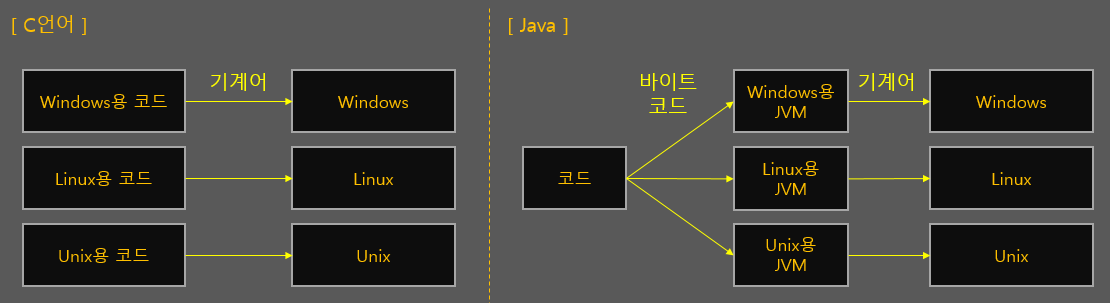 [ C언어 ]
기계어
Windows용 코드
Windows
Linux용 코드
Linux
Unix용 코드
Unix
[ Java ]
바이트
코드
기계어
Windows용
JVM
Windows
코드
Linux용
JVM
Linux
Unix용
JVM
Unix